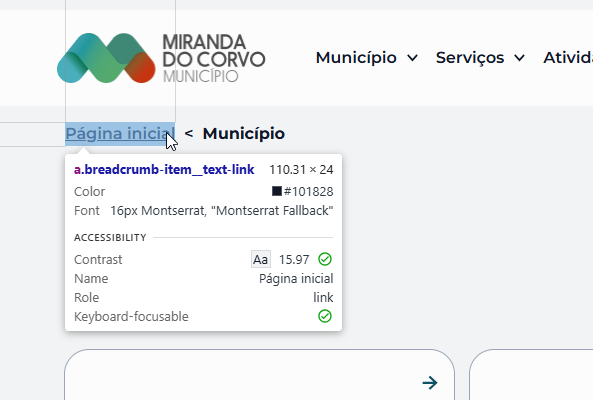 MIRANDA
DO CORVO
MUNICÍPIO
Município Serviços Ativid
Página inicial < Município
a.breadcrumb-item__text-link 110.31 × 24
Color #101828
Font 16px Montserrat, "Montserrat Fallback"
ACCESSIBILITY
Contrast Aa 15.97
Name Página inicial
Role link
Keyboard-focusable